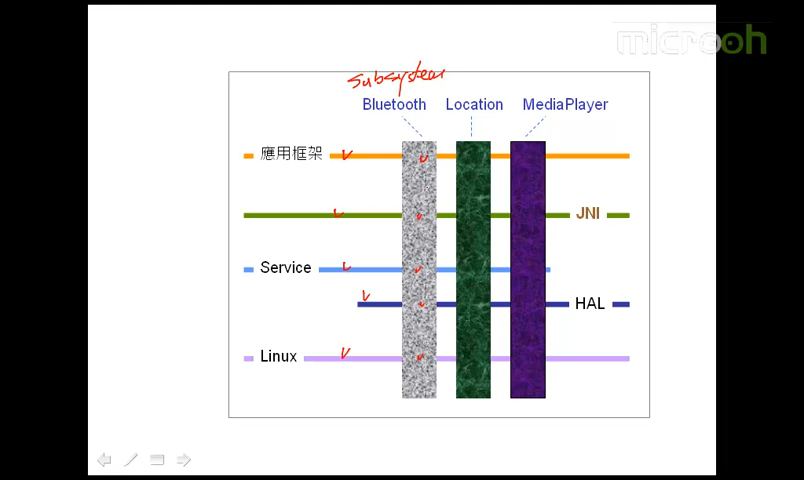 microoh
subsystem
Bluetooth Location MediaPlayer
應用框架
JNI
Service
HAL
Linux